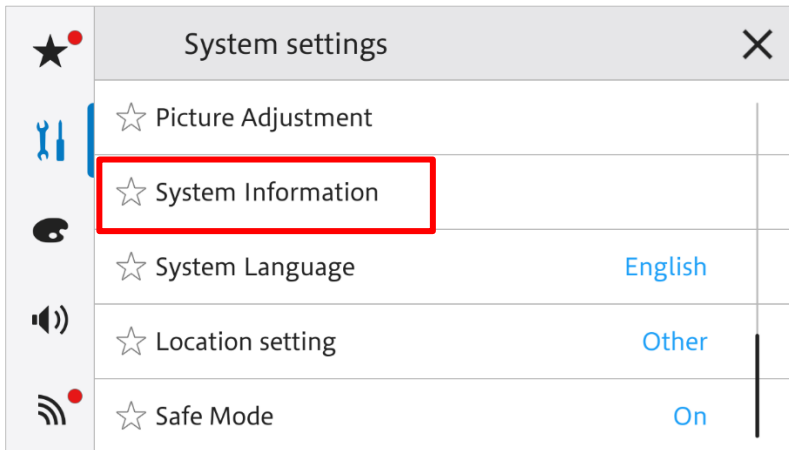 System settings
Picture Adjustment
System Information
System Language English
Location setting Other
Safe Mode On